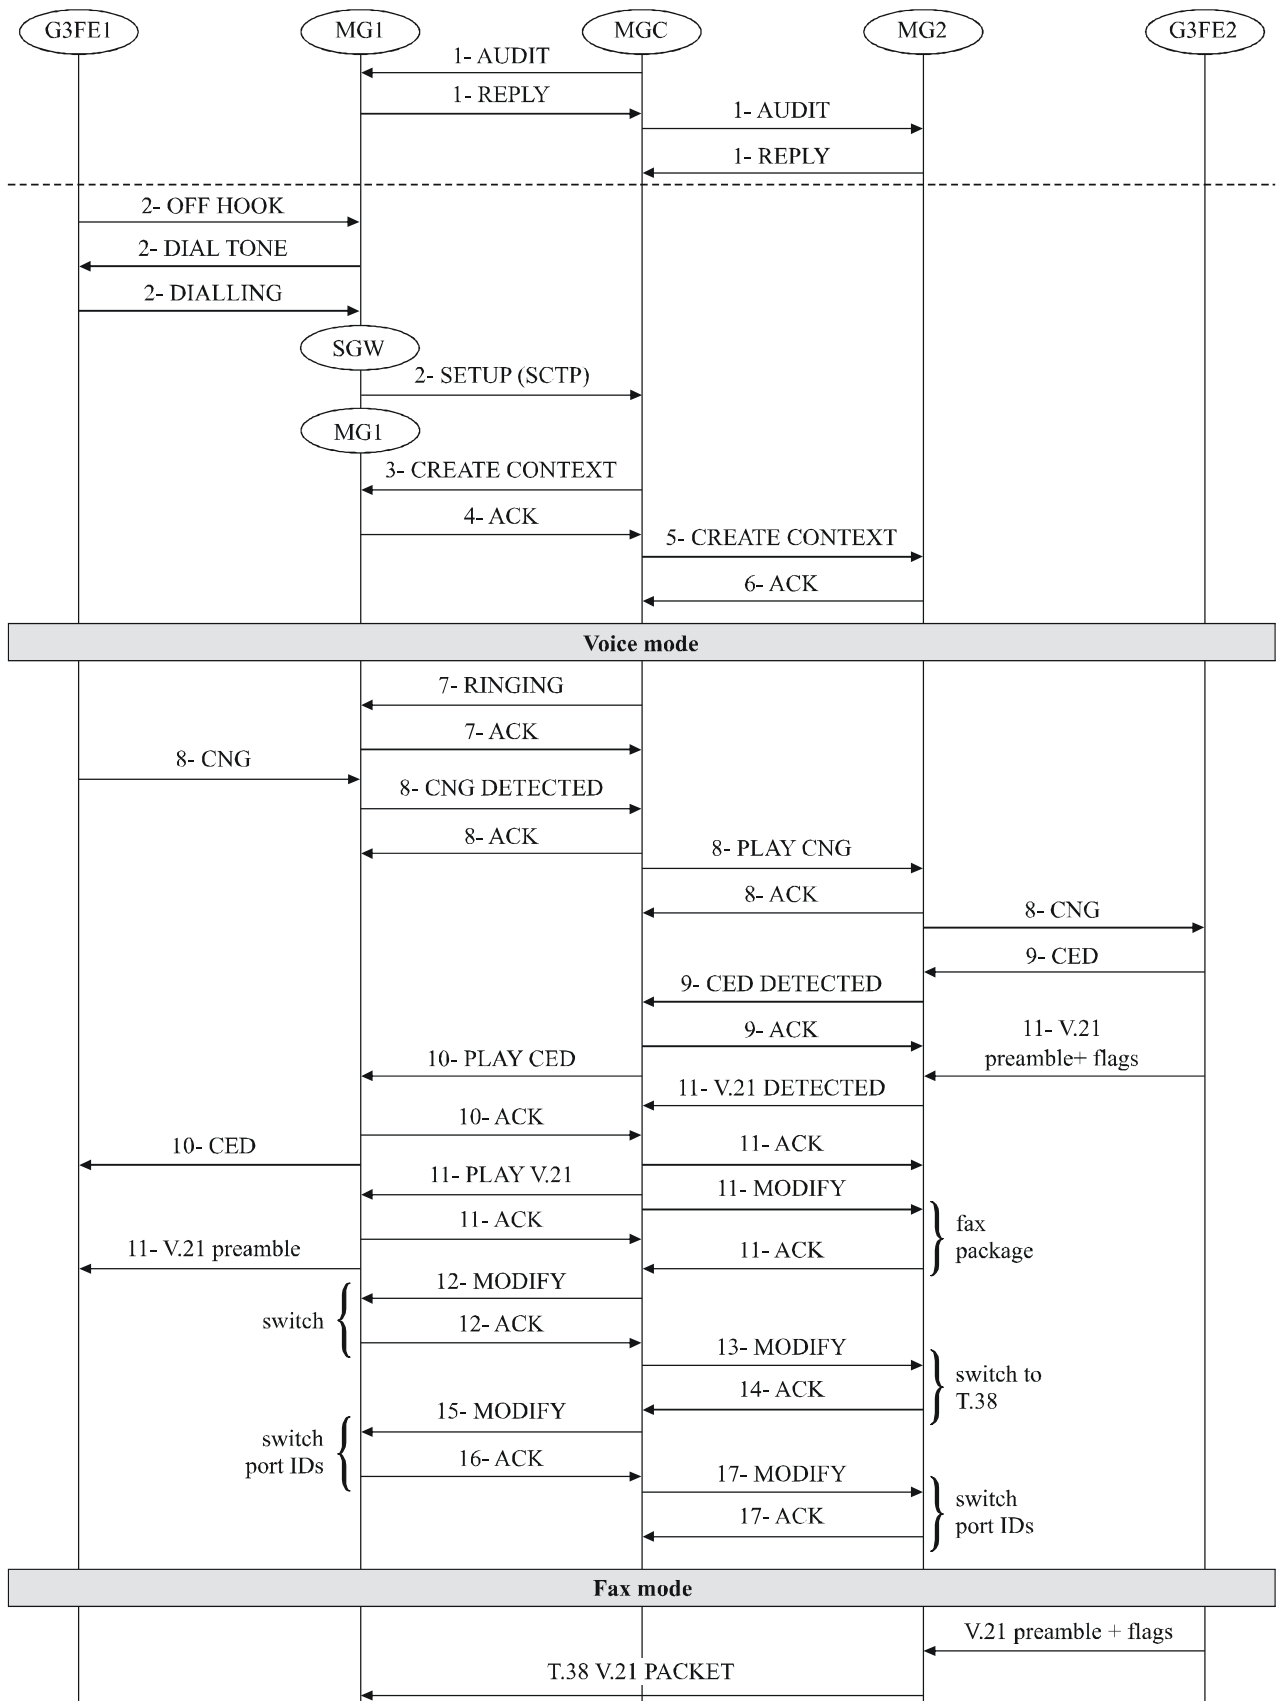 G3FE1 MG1 MGC MG2 G3FE2
1- AUDIT
1- REPLY
1- AUDIT
1- REPLY
2- OFF HOOK
2- DIAL TONE
2- DIALLING
SGW
2- SETUP (SCTP)
MG1
3- CREATE CONTEXT
4- ACK
5- CREATE CONTEXT
6- ACK
Voice mode
7- RINGING
7- ACK
8- CNG
8- CNG DETECTED
8- ACK
8- PLAY CNG
8- ACK
8- CNG
9- CED
9- CED DETECTED
9- ACK
11- V.21
preamble+ flags
10- PLAY CED
11- V.21 DETECTED
10- ACK
10- CED
11- ACK
11- PLAY V.21
11- MODIFY
11- ACK
fax
package
11- V.21 preamble
11- ACK
12- MODIFY
switch
12- ACK
13- MODIFY
switch to
T.38
14- ACK
15- MODIFY
switch
port IDs
16- ACK
17- MODIFY
switch
port IDs
17- ACK
Fax mode
V.21 preamble + flags
T.38 V.21 PACKET